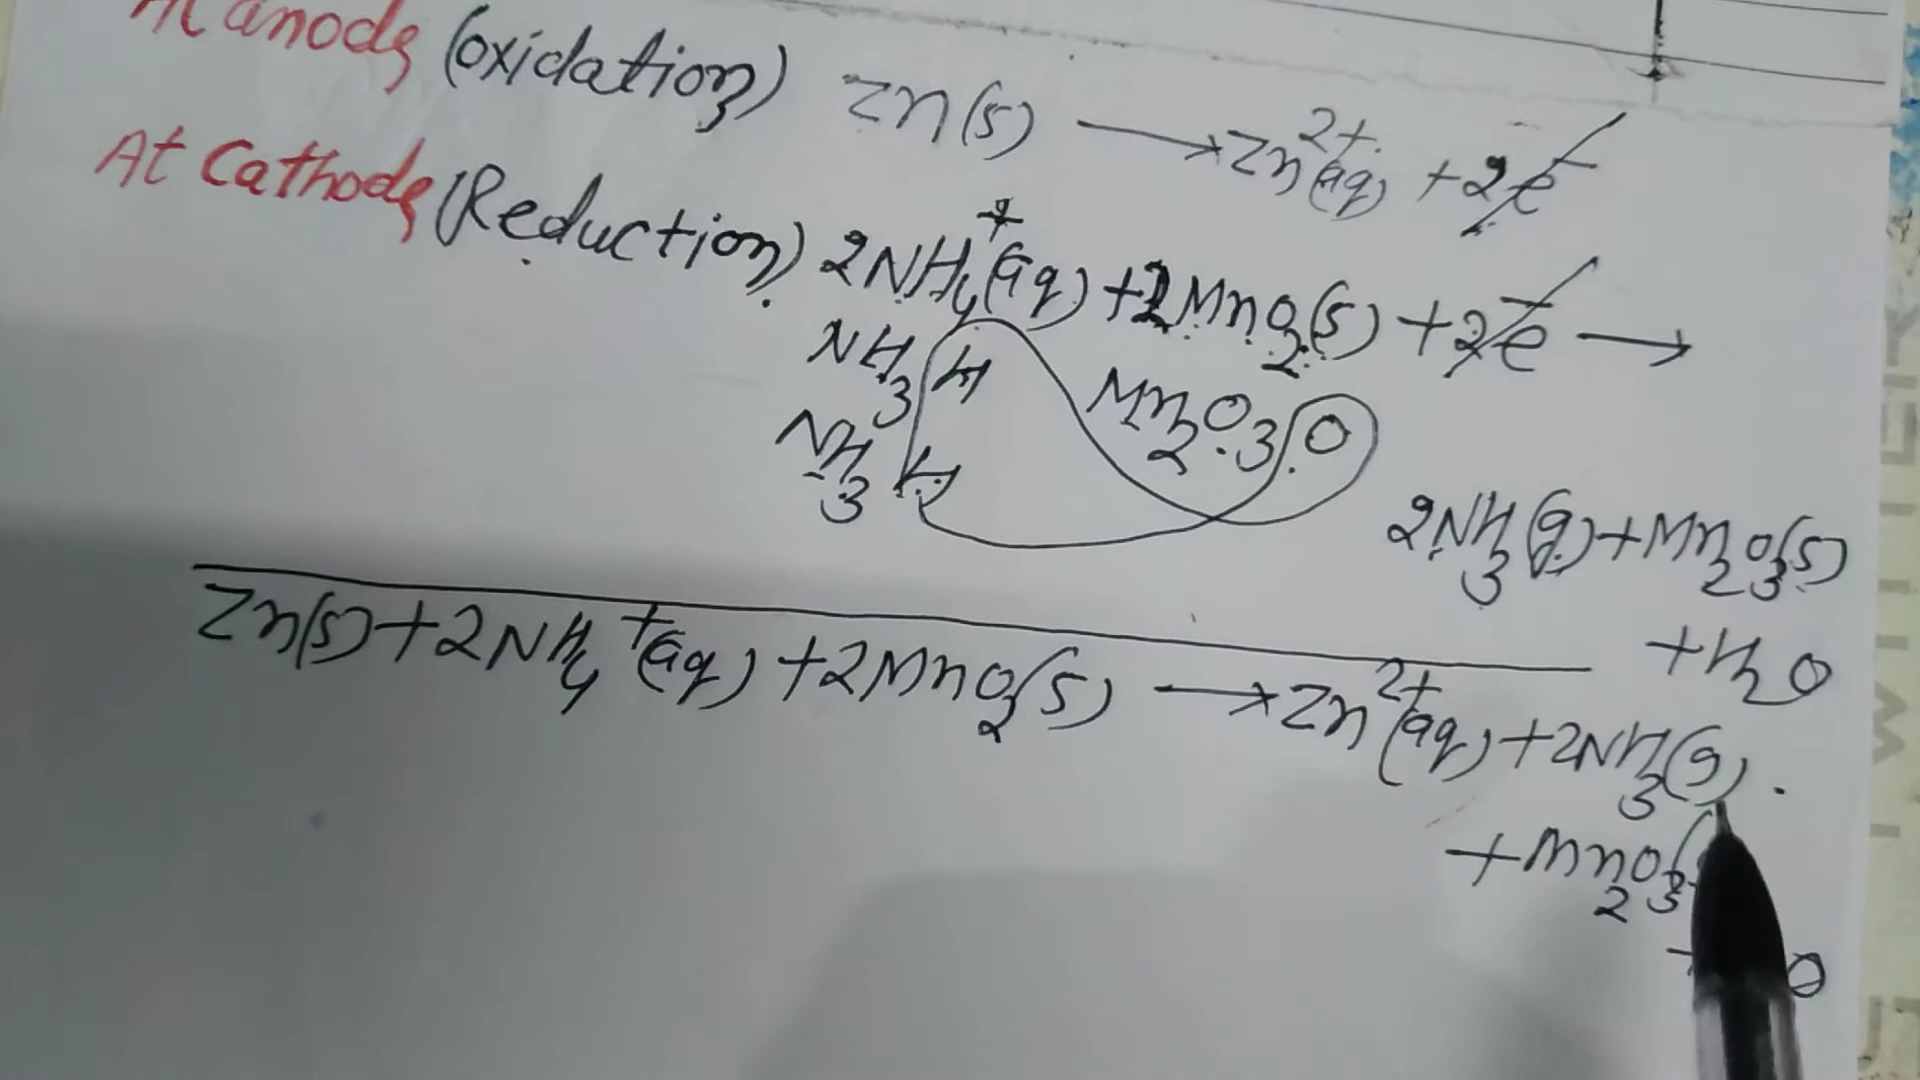 At anode (oxidation) Zn(s) ⟶ Zn²⁺(aq) + 2e⁻
At Cathode (Reduction) 2NH₄⁺(aq) + 2MnO₂(s) + 2e⁻ ⟶
NH₃ H Mn₂O₃ O
NH₃ H
2NH₃(g) + Mn₂O₃(s)
+ H₂O
Zn(s) + 2NH₄⁺(aq) + 2MnO₂(s) ⟶ Zn²⁺(aq) + 2NH₃(g)
+ Mn₂O₃(
+ O